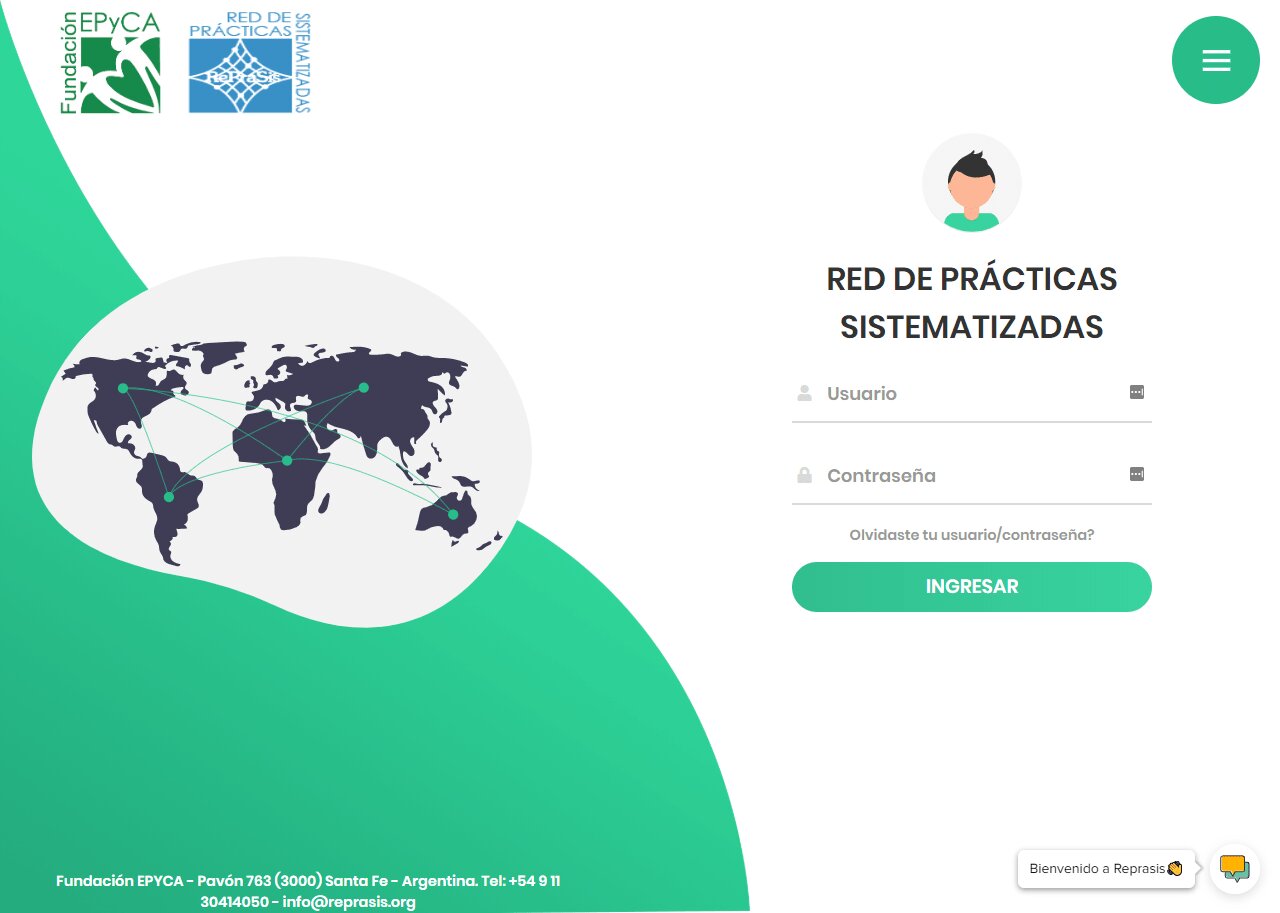 Fundación
EPyCA
RED DE
PRÁCTICAS
SISTEMATIZADAS
RePraSis
RED DE PRÁCTICAS
SISTEMATIZADAS
Usuario
Contraseña
Olvidaste tu usuario/contraseña?
INGRESAR
Bienvenido a Reprasis👏
Fundación EPYCA - Pavón 763 (3000) Santa Fe - Argentina. Tel: +54 9 11
30414050 - info@reprasis.org